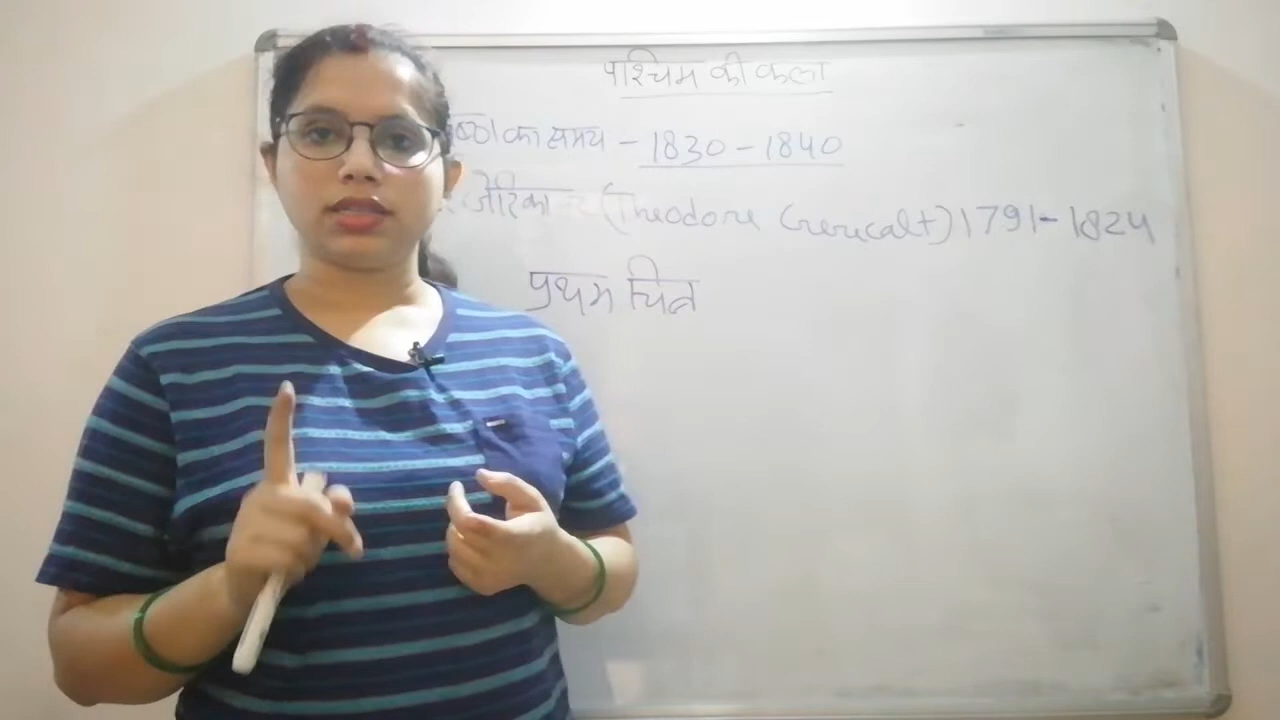 पश्चिम की कला
का समय - 1830 - 1840
जेरिका (Theodore Gericalt) 1791- 1824
प्रथम चित्र